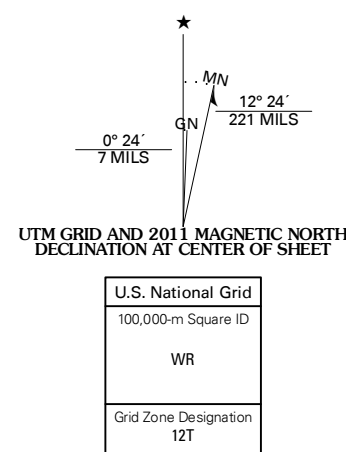 ★
MN
GN
12° 24´
221 MILS
0° 24´
7 MILS
UTM GRID AND 2011 MAGNETIC NORTH
DECLINATION AT CENTER OF SHEET
U.S. National Grid
100,000-m Square ID
WR
Grid Zone Designation
12T